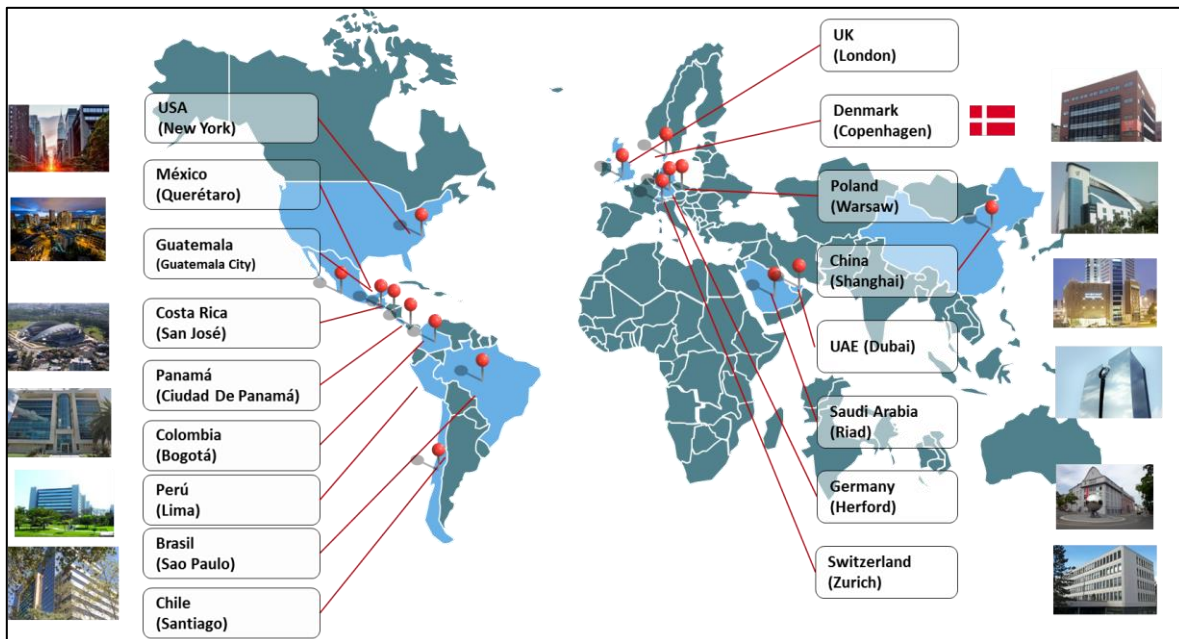 USA
(New York)
México
(Querétaro)
Guatemala
(Guatemala City)
Costa Rica
(San José)
Panamá
(Ciudad De Panamá)
Colombia
(Bogotá)
Perú
(Lima)
Brasil
(Sao Paulo)
Chile
(Santiago)
UK
(London)
Denmark
(Copenhagen)
Poland
(Warsaw)
China
(Shanghai)
UAE (Dubai)
Saudi Arabia
(Riad)
Germany
(Herford)
Switzerland
(Zurich)